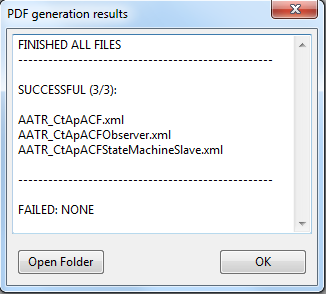 PDF generation results
FINISHED ALL FILES
------------------------------------------------
SUCCESSFUL (3/3):
AATR_CtApACF.xml
AATR_CtApACFObserver.xml
AATR_CtApACFStateMachineSlave.xml
------------------------------------------------
FAILED: NONE
Open Folder
OK